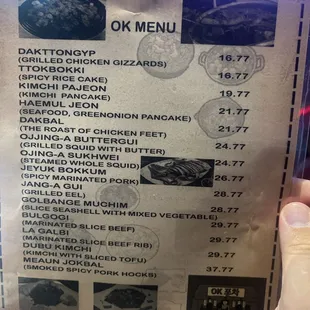 OK MENU
DAKTTONGYP 16.77
(GRILLED CHICKEN GIZZARDS)
TTOKBOKKI 16.77
(SPICY RICE CAKE)
KIMCHI PAJEON 19.77
(KIMCHI PANCAKE)
HAEMUL JEON 21.77
(SEAFOOD, GREENONION PANCAKE)
DAKBAL 21.77
(THE ROAST OF CHICKEN FEET)
OJJING-A BUTTERGUI 24.77
(GRILLED SQUID WITH BUTTER)
OJING-A SUKHWEI 24.77
(STEAMED WHOLE SQUID)
JEYUK BOKKUM 26.77
(SPICY MARINATED PORK)
JANG-A GUI 28.77
(GRILLED EEL)
GOLBANGE MUCHIM 28.77
(SLICE SEASHELL WITH MIXED VEGETABLE)
BULGOGI 29.77
(MARINATED SLICE BEEF)
LA GALBI 29.77
(MARINATED SLICE BEEF RIB)
DUBU KIMCHI 29.77
(KIMCHI WITH SLICED TOFU)
MEAUN JOKBAL 37.77
(SMOKED SPICY PORK HOCKS)
OK 포차